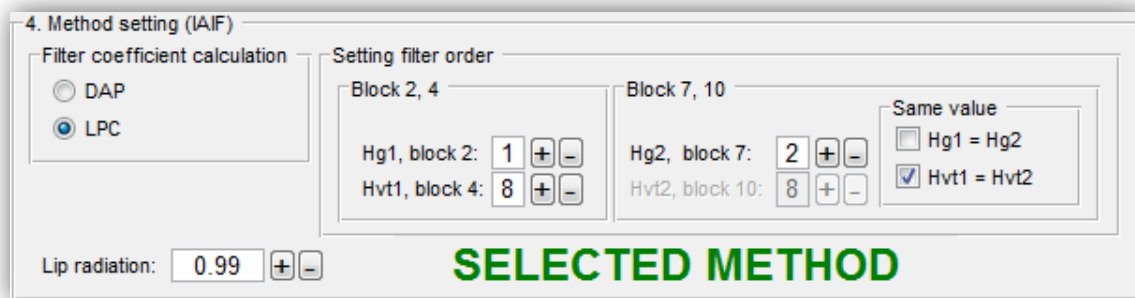 4. Method setting (IAIF)
Filter coefficient calculation
DAP
LPC
Setting filter order
Block 2, 4
Hg1, block 2: 1 + -
Hvt1, block 4: 8 + -
Block 7, 10
Hg2, block 7: 2 + -
Hvt2, block 10: 8 + -
Same value
Hg1 = Hg2
Hvt1 = Hvt2
Lip radiation: 0.99 + -
SELECTED METHOD